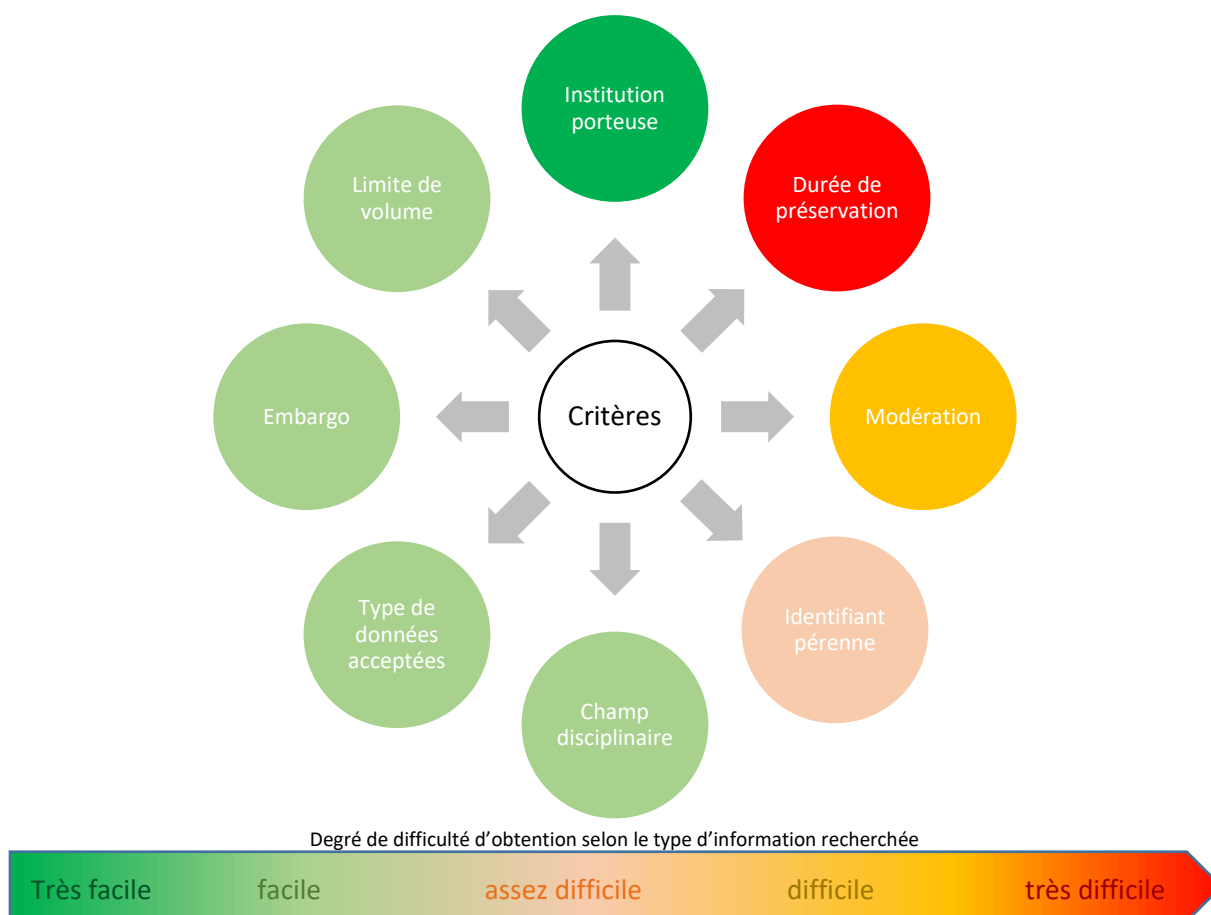 Institution
porteuse
Durée de
préservation
Modération
Identifiant
pérenne
Champ
disciplinaire
Type de
données
acceptées
Embargo
Limite de
volume
Critères
Degré de difficulté d’obtention selon le type d’information recherchée
Très facile facile assez difficile difficile très difficile